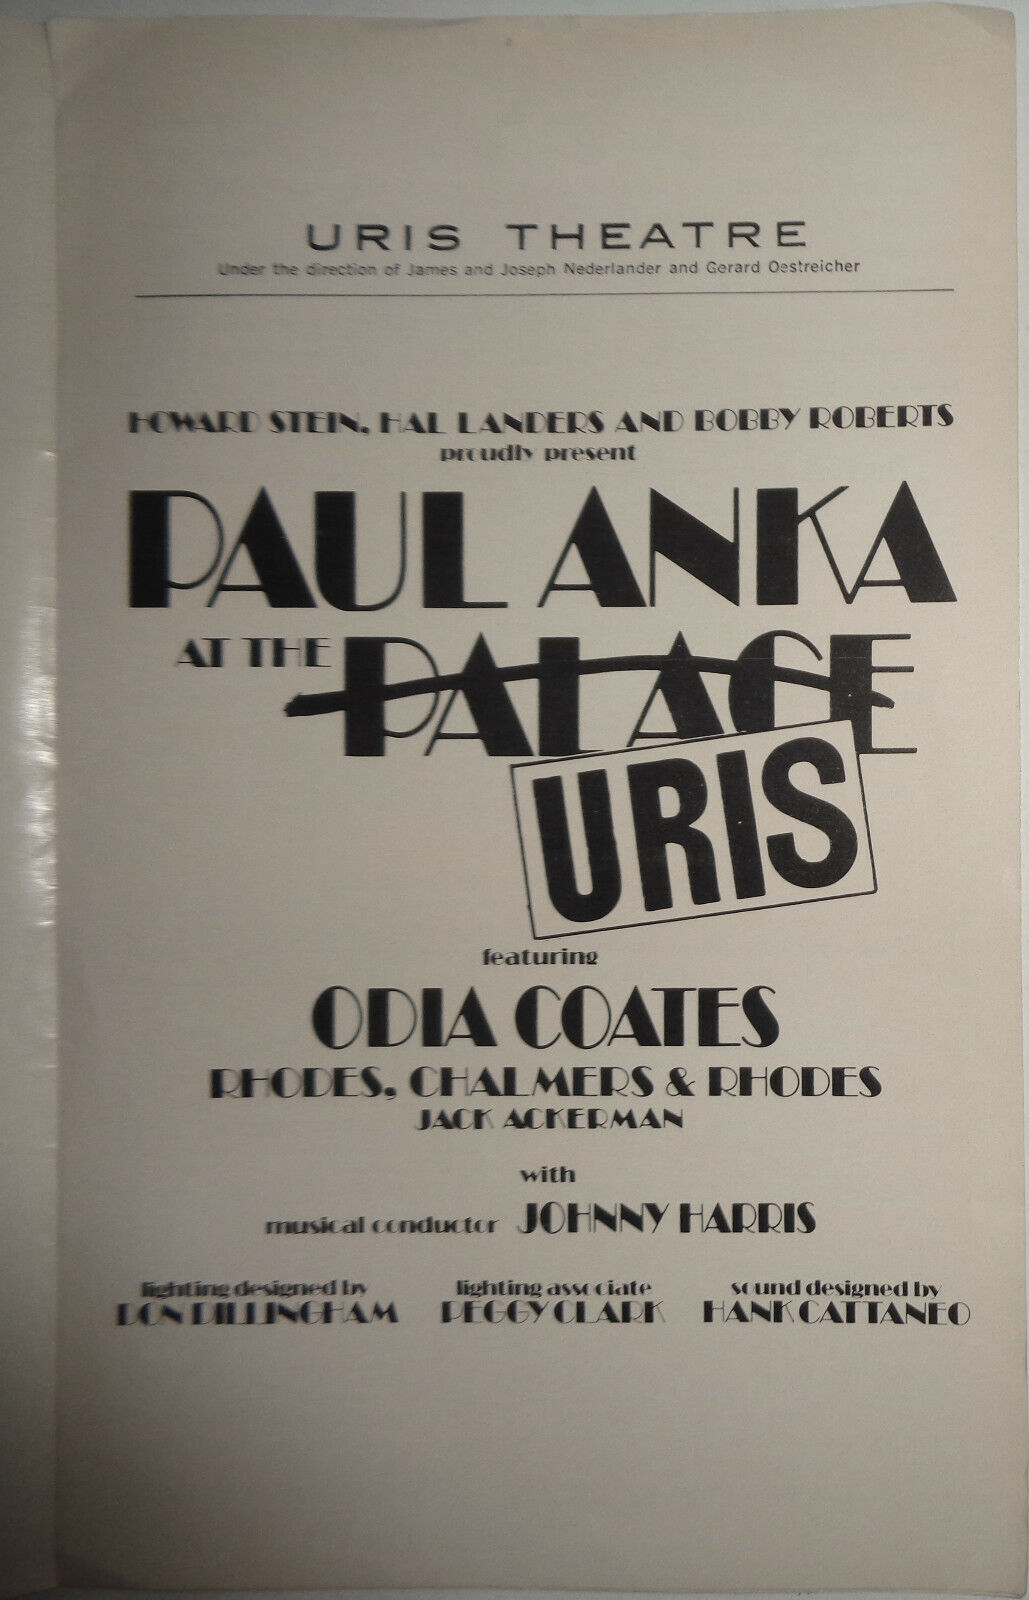 URIS THEATRE
Under the direction of James and Joseph Nederlander and Gerard Oestreicher
HOWARD STEIN, HAL LANDERS AND BOBBY ROBERTS
proudly present
PAUL ANKA
AT THE PALACE
URIS
featuring
ODIA COATES
RHODES, CHALMERS & RHODES
JACK ACKERMAN
with
musical conductor JOHNNY HARRIS
lighting designed by lighting associate sound designed by
DON DILLINGHAM PEGGY CLARK HANK CATTANEO